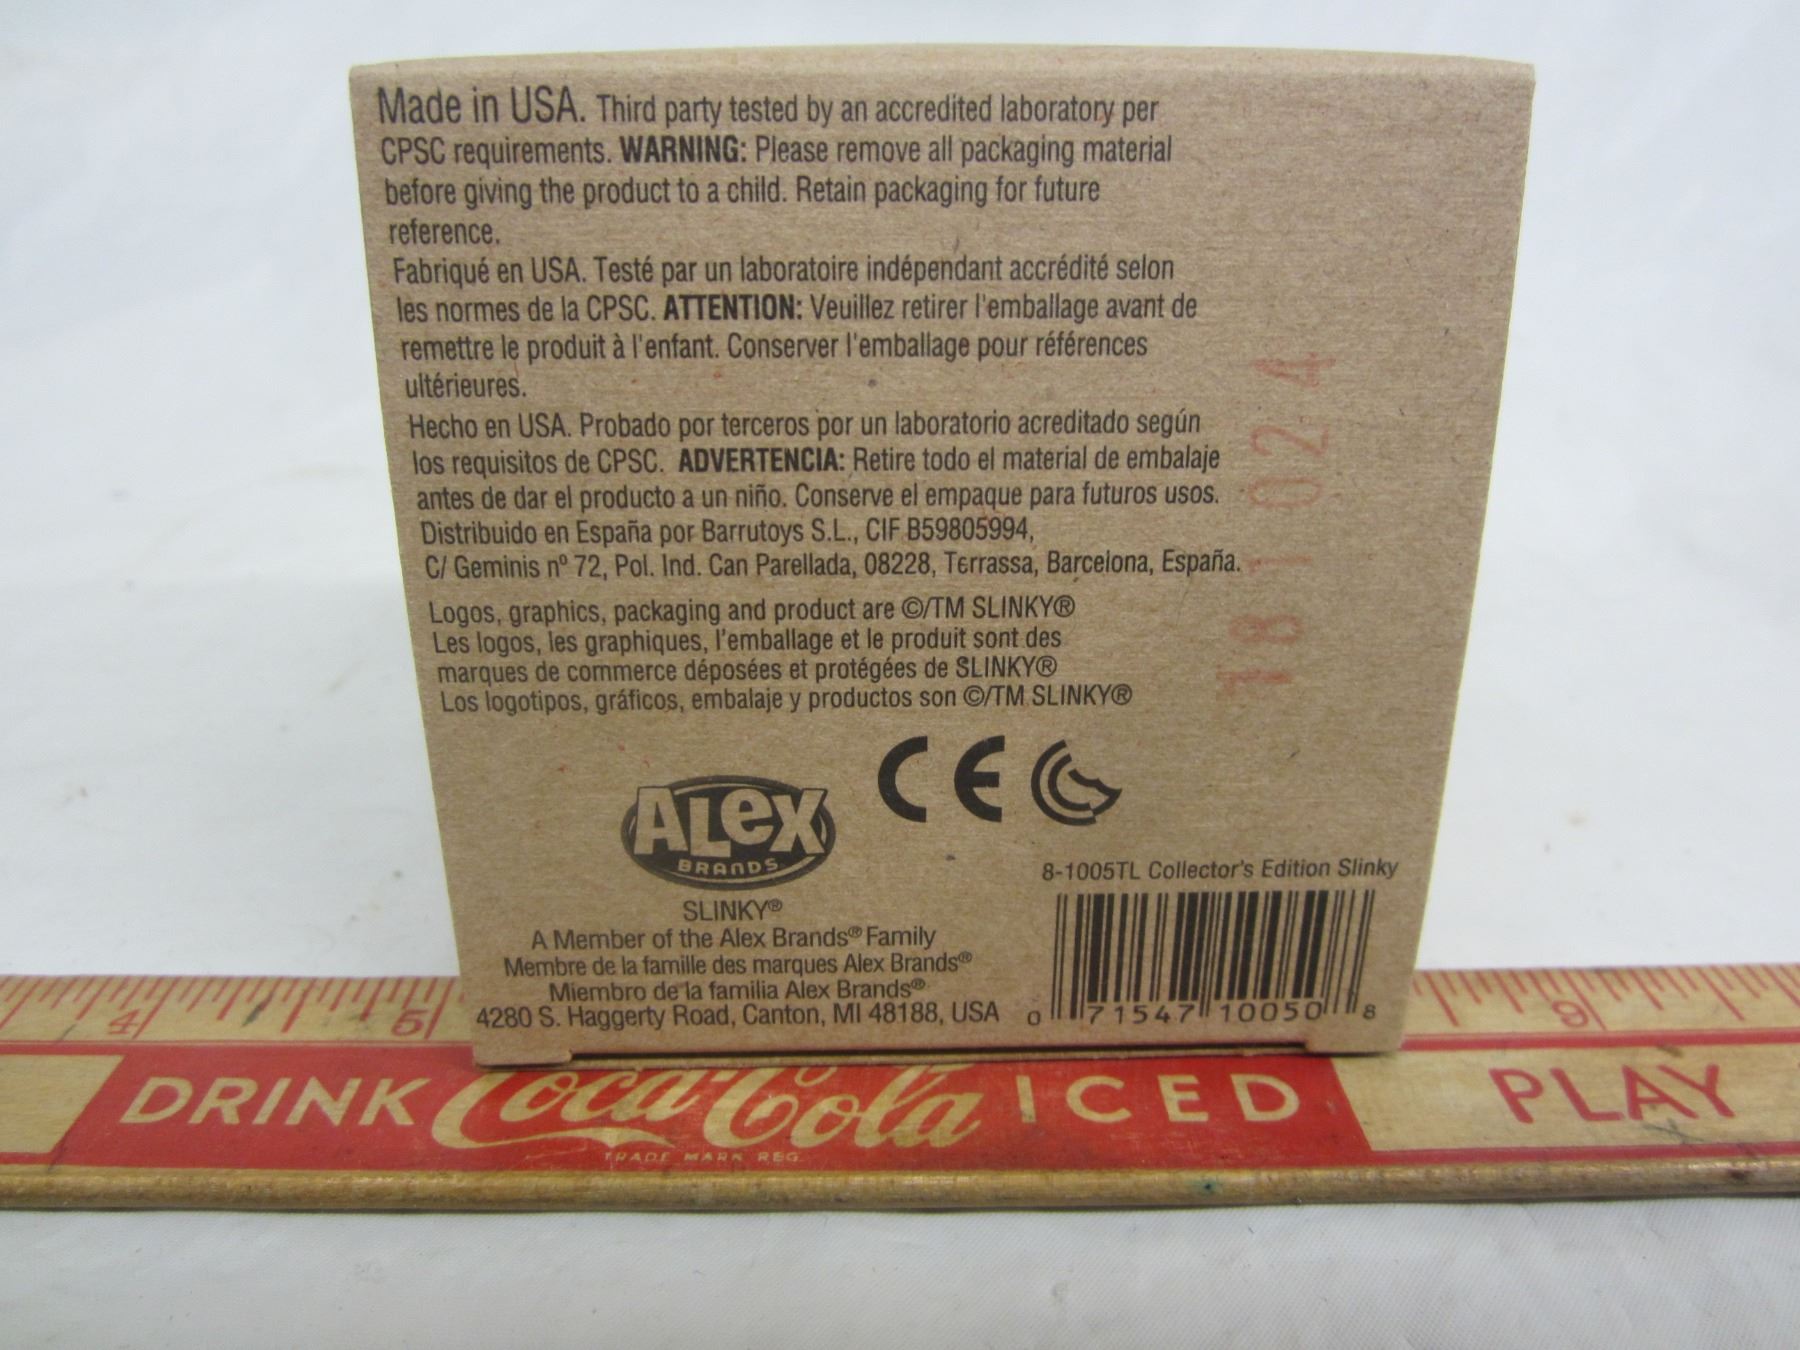 Made in USA. Third party tested by an accredited laboratory per
CPSC requirements. WARNING: Please remove all packaging material
before giving the product to a child. Retain packaging for future
reference.
Fabriqué en USA. Testé par un laboratoire indépendant accrédité selon
les normes de la CPSC. ATTENTION: Veuillez retirer l'emballage avant de
remettre le produit à l'enfant. Conserver l'emballage pour références
ultérieures.
Hecho en USA. Probado por terceros por un laboratorio acreditado según
los requisitos de CPSC. ADVERTENCIA: Retire todo el material de embalaje
antes de dar el producto a un niño. Conserve el empaque para futuros usos.
Distribuido en España por Barrutoys S.L., CIF B59805994,
C/ Geminis nº 72, Pol. Ind. Can Parellada, 08228, Terrassa, Barcelona, España.
Logos, graphics, packaging and product are ©/TM SLINKY®
Les logos, les graphiques, l'emballage et le produit sont des
marques de commerce déposées et protégées de SLINKY®
Los logotipos, gráficos, embalaje y productos son ©/TM SLINKY®
181024
CE
ALeX
BRANDS
SLINKY®
A Member of the Alex Brands® Family
Membre de la famille des marques Alex Brands®
Miembro de la familia Alex Brands®
4280 S. Haggerty Road, Canton, MI 48188, USA
8-1005TL Collector's Edition Slinky
0 71547 10050 8
4 5 9
DRINK Coca-Cola ICED PLAY
TRADE MARK REG